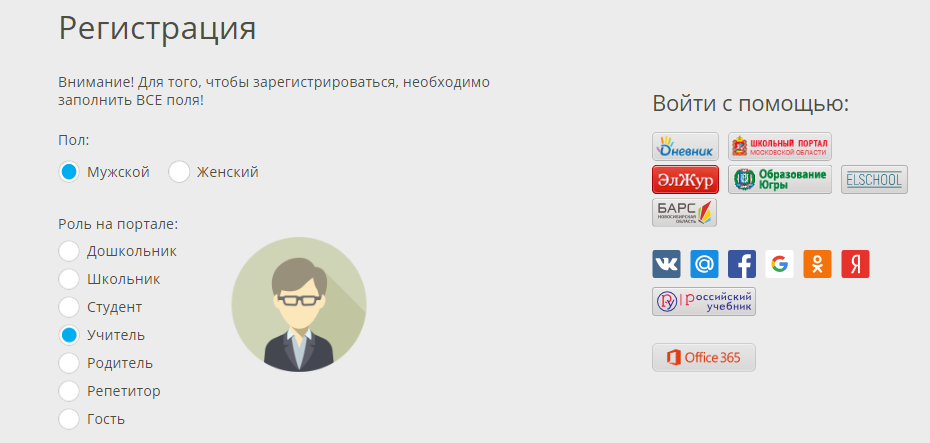 Регистрация
Внимание! Для того, чтобы зарегистрироваться, необходимо
заполнить ВСЕ поля!
Пол:
Мужской Женский
Роль на портале:
Дошкольник
Школьник
Студент
Учитель
Родитель
Репетитор
Гость
Войти с помощью:
Дневник
ШКОЛЬНЫЙ ПОРТАЛ
МОСКОВСКОЙ ОБЛАСТИ
ЭлЖур
Образование
Югры
ELSCHOOL
БАРС
НОВОСИБИРСКАЯ
ОБЛАСТЬ
@
f
G
Я
российский
учебник
Office 365